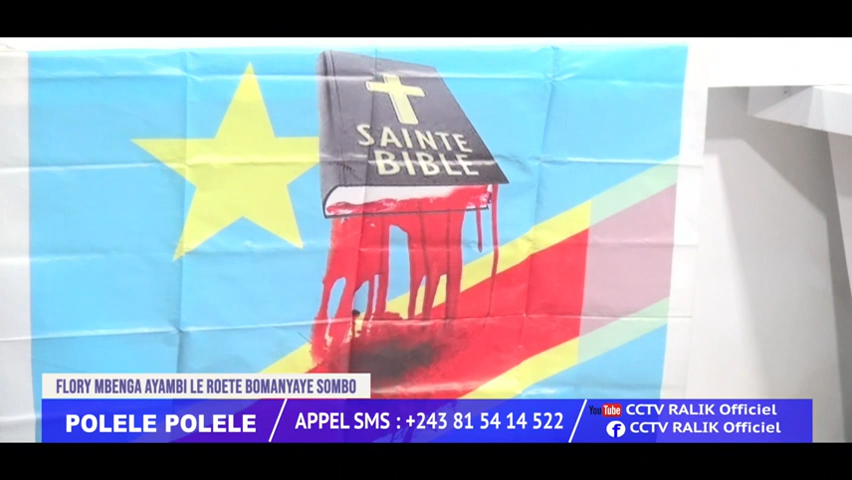 SAINTE
BIBLE
FLORY MBENGA AYAMBI LE ROETE BOMANYAYE SOMBO
POLELE POLELE
APPEL SMS : +243 81 54 14 522
YouTube CCTV RALIK Officiel
CCTV RALIK Officiel